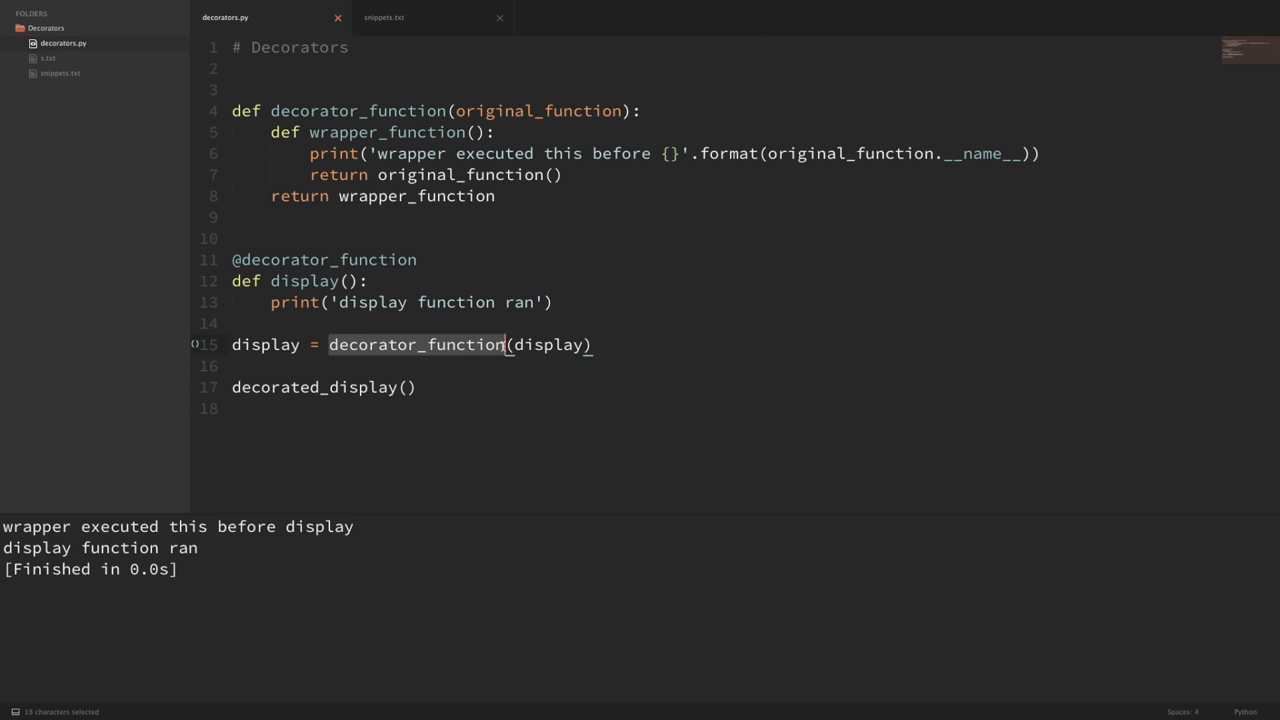 FOLDERS
Decorators
decorators.py
s.txt
snippets.txt
decorators.py
snippets.txt
1 # Decorators
2
3
4 def decorator_function(original_function):
5     def wrapper_function():
6         print('wrapper executed this before {}'.format(original_function.__name__))
7         return original_function()
8     return wrapper_function
9
10
11 @decorator_function
12 def display():
13     print('display function ran')
14
15 display = decorator_function(display)
16
17 decorated_display()
18
wrapper executed this before display
display function ran
[Finished in 0.0s]
18 characters selected
Spaces: 4
Python